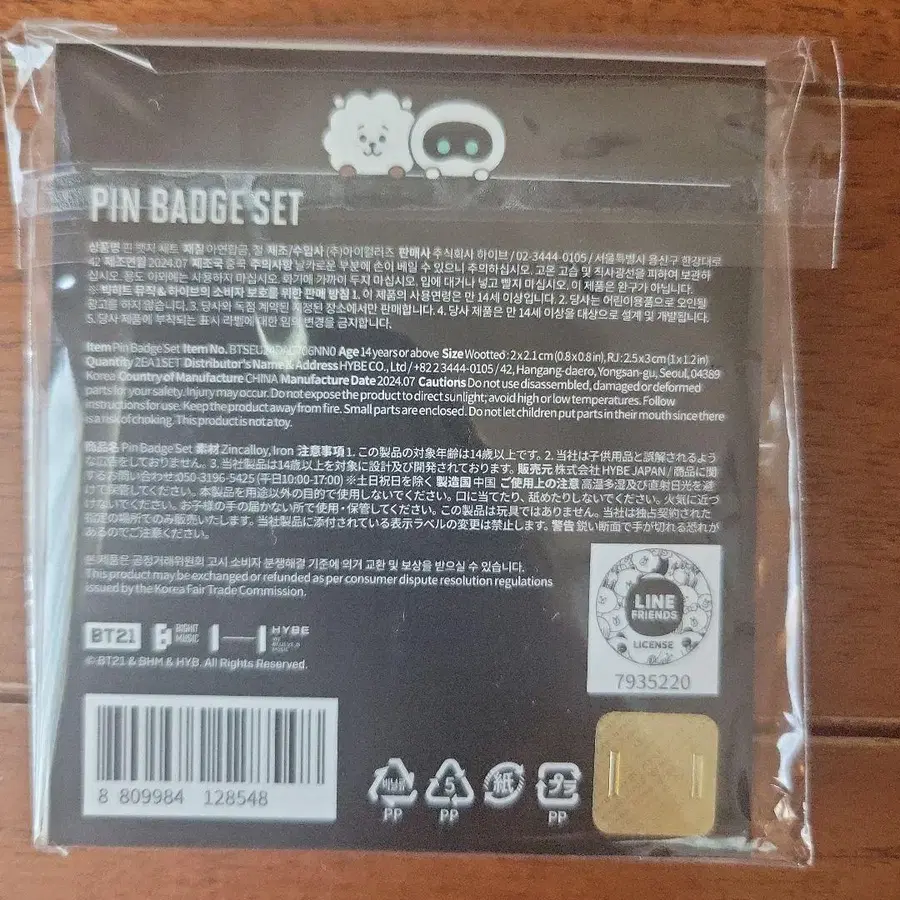 PIN BADGE SET
상품명 핀 뱃지 세트 재질 아연합금, 철 제조/수입사 (주)아이컬러즈 판매사 주식회사 하이브 / 02-3444-0105 / 서울특별시 용산구 한강대로
42 제조연월 2024.07 제조국 중국 주의사항 날카로운 부분에 손이 베일 수 있으니 주의하십시오. 고온 고습 및 직사광선을 피하여 보관하
십시오. 용도 이외에는 사용하지 마십시오. 화기에 가까이 두지 마십시오. 입에 대거나 넣고 빨지 마십시오. 이 제품은 완구가 아닙니다.
※ 빅히트 뮤직&하이브의 소비자 보호를 위한 판매 방침 1. 이 제품의 사용연령은 만 14세 이상입니다. 2. 당사는 어린이용품으로 오인될
광고를 하지 않습니다. 3. 당사와 독점 계약된 지정된 장소에서만 판매합니다. 4. 당사 제품은 만 14세 이상을 대상으로 설계 및 개발됩니다.
5. 당사 제품에 부착되는 표시 라벨에 대한 임의 변경을 금지합니다.
Item Pin Badge Set Item No. Age 14 years or above Size Wootted : 2 x 2.1 cm (0.8 x 0.8 in), RJ : 2.5 x 3 cm (1 x 1.2 in)
Quantity 2EA1SET Distributor's Name & Address HYBE CO., Ltd / +82 2 3444-0105 / 42, Hangang-daero, Yongsan-gu, Seoul, 04389
Korea Country of Manufacture CHINA Manufacture Date 2024.07 Cautions Do not use disassembled, damaged or deformed
parts for your safety. Injury may occur. Do not expose the product to direct sunlight; avoid high or low temperatures. Follow
instructions for use. Keep the product away from fire. Small parts are enclosed. Do not let children put parts in their mouth since there
is a risk of choking. This product is not a toy.
商品名 Pin Badge Set 素材 Zincalloy, Iron 注意事項 1. この製品の対象年齢は14歳以上です。 2. 当社は子供用品と誤解されるよう
な広告をしておりません。 3. 当社製品は14歳以上を対象に設計及び開発されております。 販売元 株式会社 HYBE JAPAN / 商品に関
するお問い合わせ:050-3196-5425 (平日10:00-17:00) ※土日祝日を除く 製造国 中国 ご使用上の注意 高温多湿及び直射日光を避
けて保管してください。本製品を用途以外の目的で使用しないでください。口に当てたり、舐めたりしないでください。火気に近づ
けないでください。お子様の手の届かない所で使用・保管してください。本製品は玩具ではありません。当社は独占契約された
指定の場所でのみ販売いたします。当社製品に添付されている表示ラベルの変更は禁止します。 警告 鋭い断面で手が切れる恐れが
あるのでご注意ください。
본 제품은 공정거래위원회 고시 소비자 분쟁해결 기준에 의거 교환 및 보상을 받으실 수 있습니다.
This product may be exchanged or refunded as per consumer dispute resolution regulations
issued by the Korea Fair Trade Commission.
BT21 BIGHIT MUSIC HYBE
© BT21 & BHM & HYB. All Rights Reserved.
LINE
FRIENDS
LICENSE
7935220
8 809984 128548
비닐류 5 紙 プラ
PP PP PP